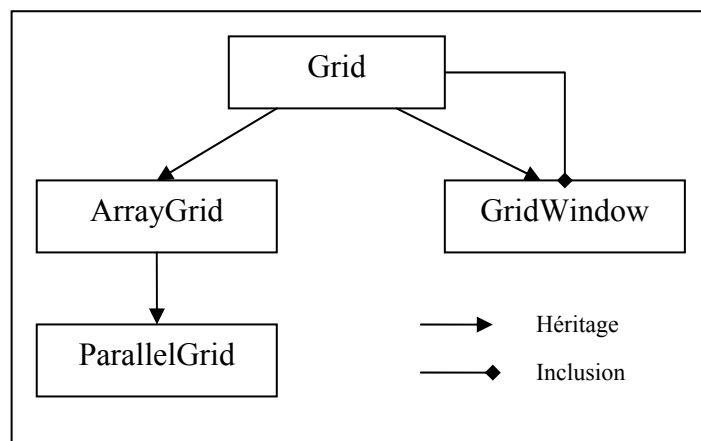 Grid
ArrayGrid
GridWindow
ParallelGrid
Héritage
Inclusion